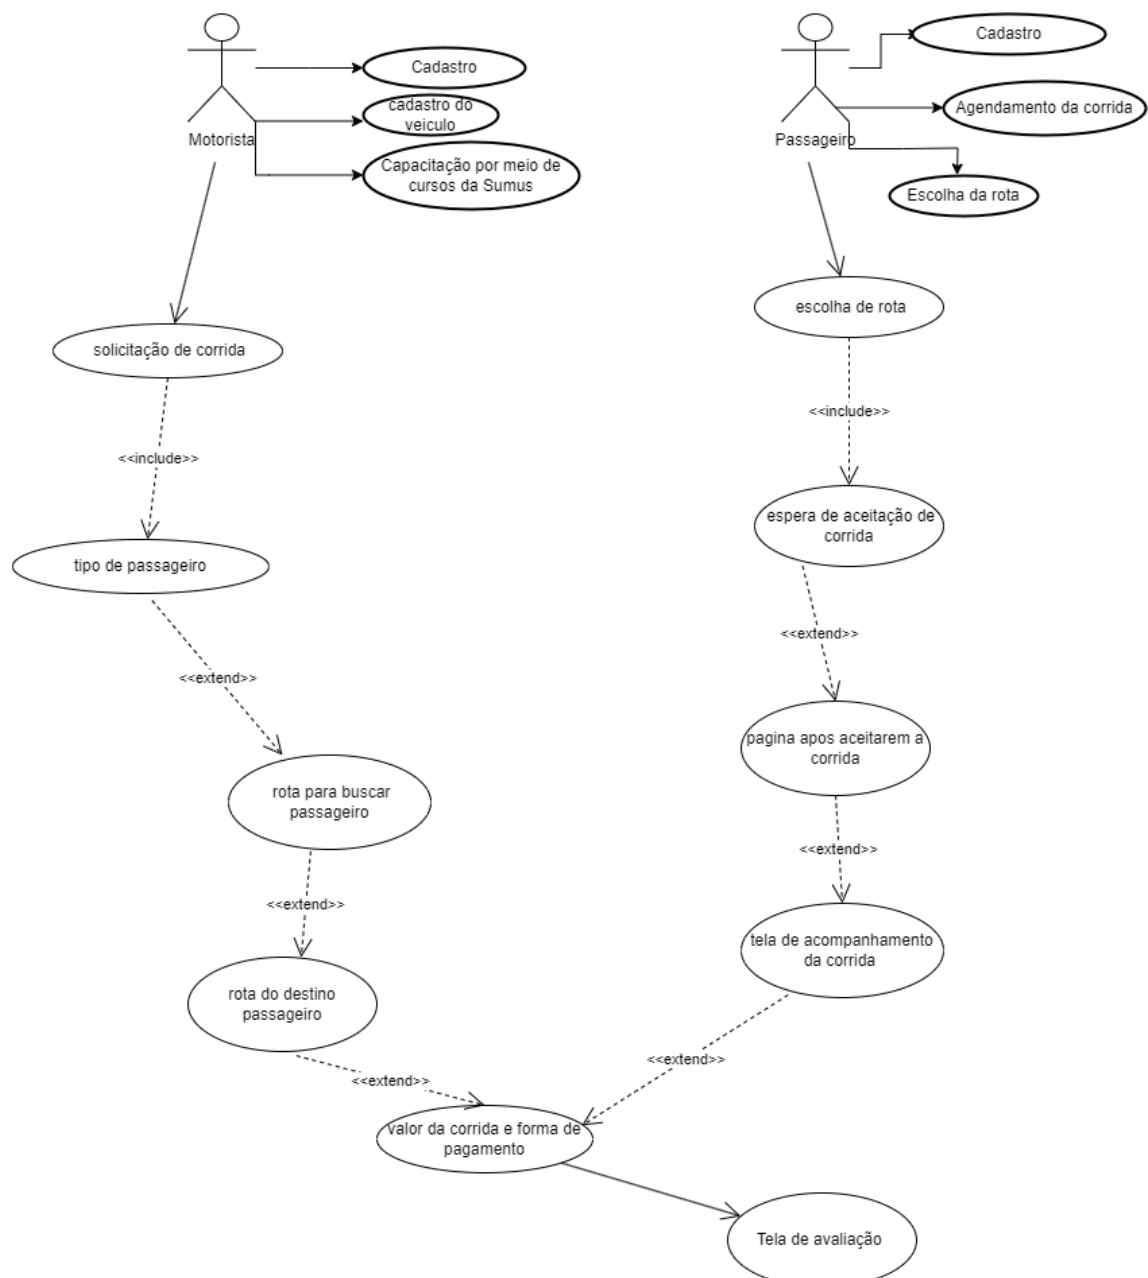 Cadastro
cadastro do
veiculo
Motorista
Capacitação por meio de
cursos da Sumus
Cadastro
Agendamento da corrida
Passageiro
Escolha da rota
solicitação de corrida
<<include>>
tipo de passageiro
<<extend>>
rota para buscar
passageiro
<<extend>>
rota do destino
passageiro
<<extend>>
escolha de rota
<<include>>
espera de aceitação de
corrida
<<extend>>
pagina apos aceitarem a
corrida
<<extend>>
tela de acompanhamento
da corrida
<<extend>>
valor da corrida e forma de
pagamento
Tela de avaliação